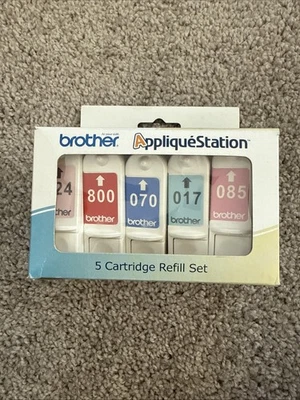 brother AppliquéStation
24 800 070 017 085
brother brother brother brother
5 Cartridge Refill Set